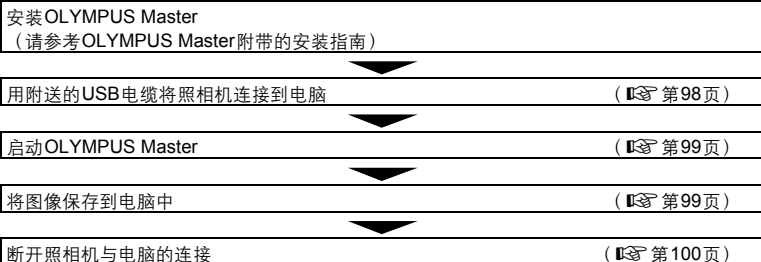 安装OLYMPUS Master
（请参考OLYMPUS Master附带的安装指南）
用附送的USB电缆将照相机连接到电脑 （☞第98页）
启动OLYMPUS Master （☞第99页）
将图像保存到电脑中 （☞第99页）
断开照相机与电脑的连接 （☞第100页）